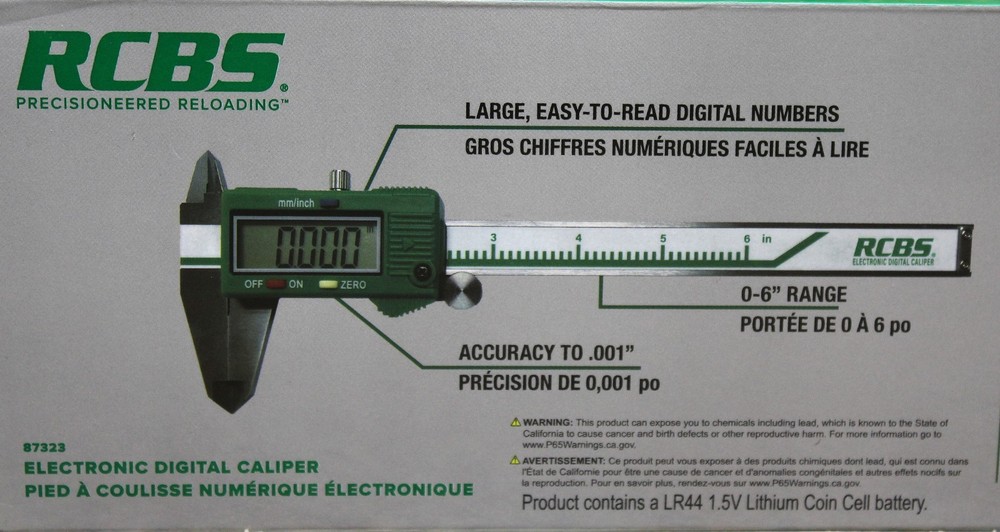 RCBS®
PRECISIONEERED RELOADING™
LARGE, EASY-TO-READ DIGITAL NUMBERS
GROS CHIFFRES NUMÉRIQUES FACILES À LIRE
mm/inch
0.000 in
OFF ON ZERO
3 4 5 6 in
RCBS®
ELECTRONIC DIGITAL CALIPER
0-6” RANGE
PORTÉE DE 0 À 6 po
ACCURACY TO .001”
PRÉCISION DE 0,001 po
WARNING: This product can expose you to chemicals including lead, which is known to the State of
California to cause cancer and birth defects or other reproductive harm. For more information go to
www.P65Warnings.ca.gov.
AVERTISSEMENT: Ce produit peut vous exposer à des produits chimiques dont lead, qui est connu dans
l'État de Californie pour être une cause de cancer et d'anomalies congénitales et autres effets nocifs sur
la reproduction. Pour en savoir plus, rendez-vous sur www.P65Warnings.ca.gov.
Product contains a LR44 1.5V Lithium Coin Cell battery.
87323
ELECTRONIC DIGITAL CALIPER
PIED À COULISSE NUMÉRIQUE ÉLECTRONIQUE